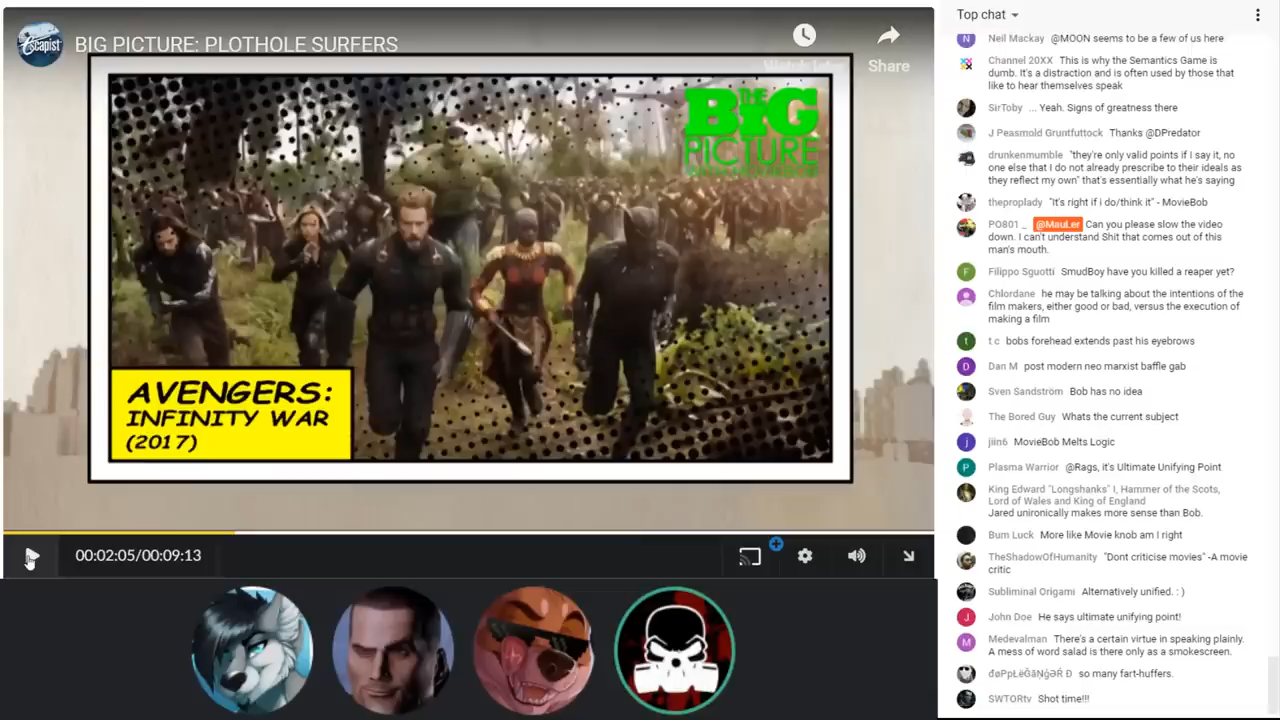 the Escapist
BIG PICTURE: PLOTHOLE SURFERS
Watch later
Share
THE
BIG
PICTURE
AVENGERS:
INFINITY WAR
(2017)
00:02:05/00:09:13
Top chat
N Neil Mackay @MOON seems to be a few of us here
Channel 20XX This is why the Semantics Game is
dumb. It's a distraction and is often used by those that
like to hear themselves speak
SirToby ... Yeah. Signs of greatness there
J Peasmold Gruntfuttock Thanks @DPredator
drunkenmumble "they're only valid points if I say it, no
one else that I do not already prescribe to their ideals as
they reflect my own" that's essentially what he's saying
theproplady "It's right if i do/think it" - MovieBob
PO801 _ @MauLer Can you please slow the video
down. I can't understand Shit that comes out of this
man's mouth.
F Filippo Sguotti SmudBoy have you killed a reaper yet?
Chlordane he may be talking about the intentions of the
film makers, either good or bad, versus the execution of
making a film
t t c bobs forehead extends past his eyebrows
D Dan M post modern neo marxist baffle gab
Sven Sandström Bob has no idea
The Bored Guy Whats the current subject
j jiin6 MovieBob Melts Logic
P Plasma Warrior @Rags, it's Ultimate Unifying Point
King Edward "Longshanks" I, Hammer of the Scots,
Lord of Wales and King of England
Jared unironically makes more sense than Bob.
Bum Luck More like Movie knob am I right
TheShadowOfHumanity "Dont criticise movies" -A movie
critic
Subliminal Origami Alternatively unified. : )
J John Doe He says ultimate unifying point!
M Medevalman There's a certain virtue in speaking plainly.
A mess of word salad is there only as a smokescreen.
so many fart-huffers.
SWTORtv Shot time!!!